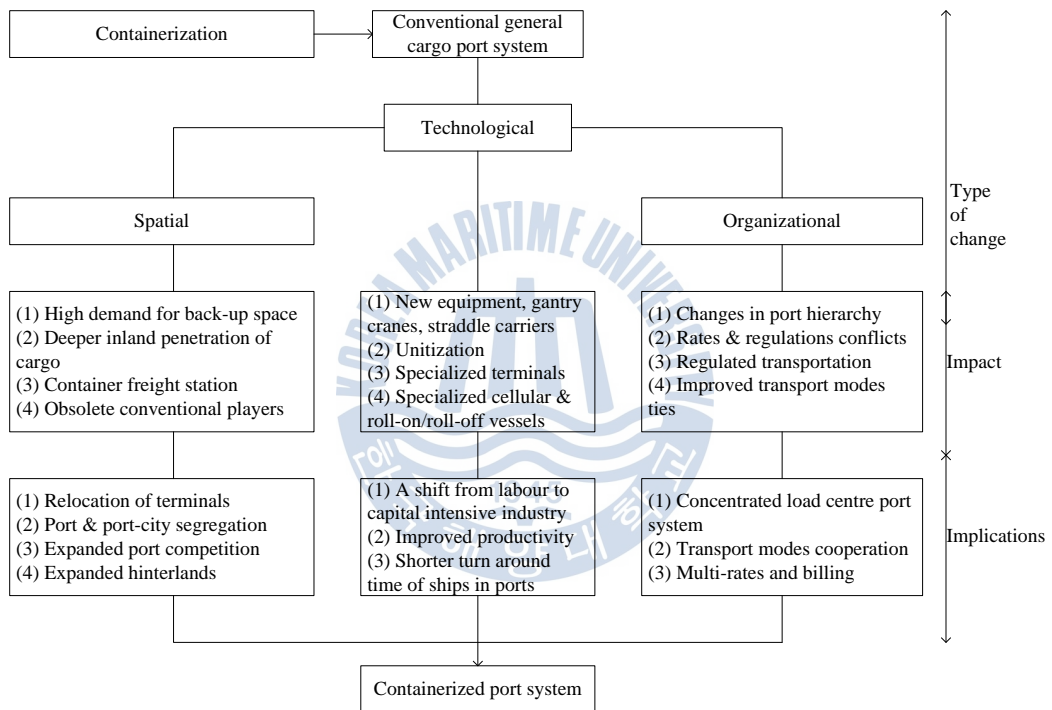 Containerization
Conventional general
cargo port system
Technological
Spatial
Organizational
Type
of
change
(1) High demand for back-up space
(2) Deeper inland penetration of
cargo
(3) Container freight station
(4) Obsolete conventional players
(1) New equipment, gantry
cranes, straddle carriers
(2) Unitization
(3) Specialized terminals
(4) Specialized cellular &
roll-on/roll-off vessels
(1) Changes in port hierarchy
(2) Rates & regulations conflicts
(3) Regulated transportation
(4) Improved transport modes
ties
Impact
(1) Relocation of terminals
(2) Port & port-city segregation
(3) Expanded port competition
(4) Expanded hinterlands
(1) A shift from labour to
capital intensive industry
(2) Improved productivity
(3) Shorter turn around
time of ships in ports
(1) Concentrated load centre port
system
(2) Transport modes cooperation
(3) Multi-rates and billing
Implications
Containerized port system
KOREA MARITIME UNIVERSITY
1945